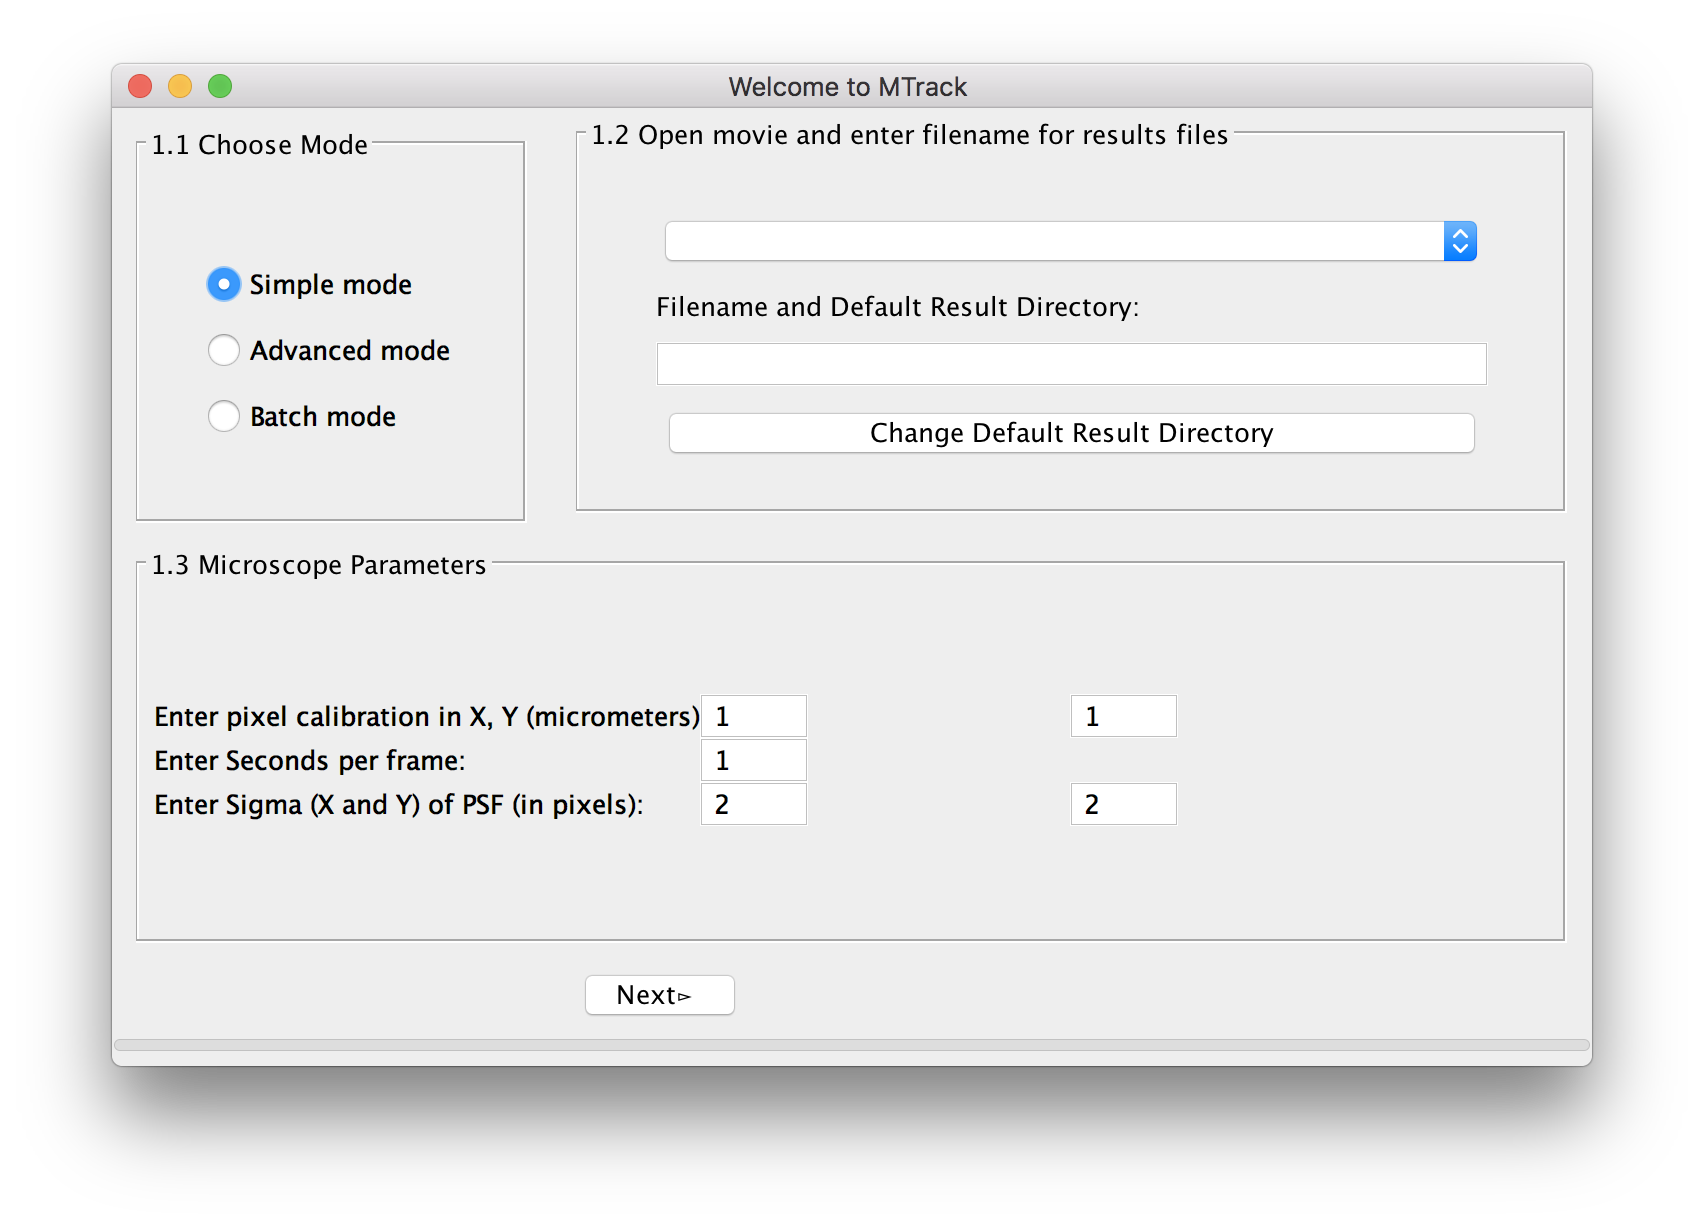 Welcome to MTrack
1.1 Choose Mode
Simple mode
Advanced mode
Batch mode
1.2 Open movie and enter filename for results files
Filename and Default Result Directory:
Change Default Result Directory
1.3 Microscope Parameters
Enter pixel calibration in X, Y (micrometers) 1 1
Enter Seconds per frame: 1
Enter Sigma (X and Y) of PSF (in pixels): 2 2
Next▻